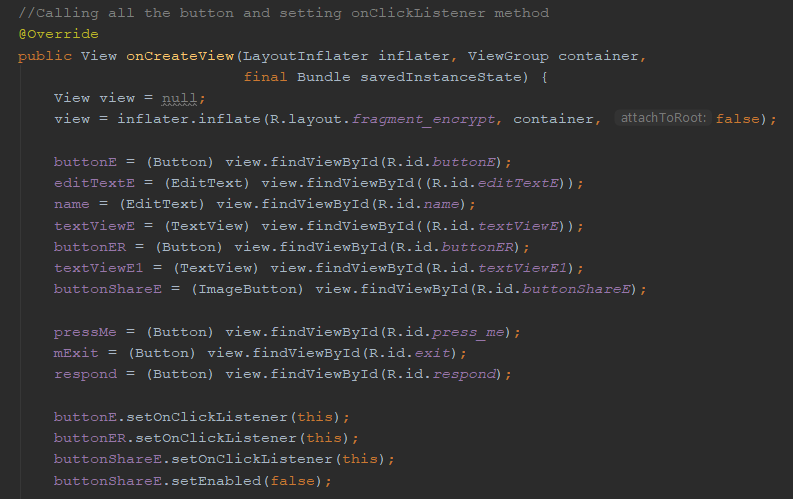 //Calling all the button and setting onClickListener method
@Override
public View onCreateView(LayoutInflater inflater, ViewGroup container,
                         final Bundle savedInstanceState) {
    View view = null;
    view = inflater.inflate(R.layout.fragment_encrypt, container, attachToRoot: false);

    buttonE = (Button) view.findViewById(R.id.buttonE);
    editTextE = (EditText) view.findViewById((R.id.editTextE));
    name = (EditText) view.findViewById(R.id.name);
    textViewE = (TextView) view.findViewById((R.id.textViewE));
    buttonER = (Button) view.findViewById(R.id.buttonER);
    textViewE1 = (TextView) view.findViewById(R.id.textViewE1);
    buttonShareE = (ImageButton) view.findViewById(R.id.buttonShareE);

    pressMe = (Button) view.findViewById(R.id.press_me);
    mExit = (Button) view.findViewById(R.id.exit);
    respond = (Button) view.findViewById(R.id.respond);

    buttonE.setOnClickListener(this);
    buttonER.setOnClickListener(this);
    buttonShareE.setOnClickListener(this);
    buttonShareE.setEnabled(false);